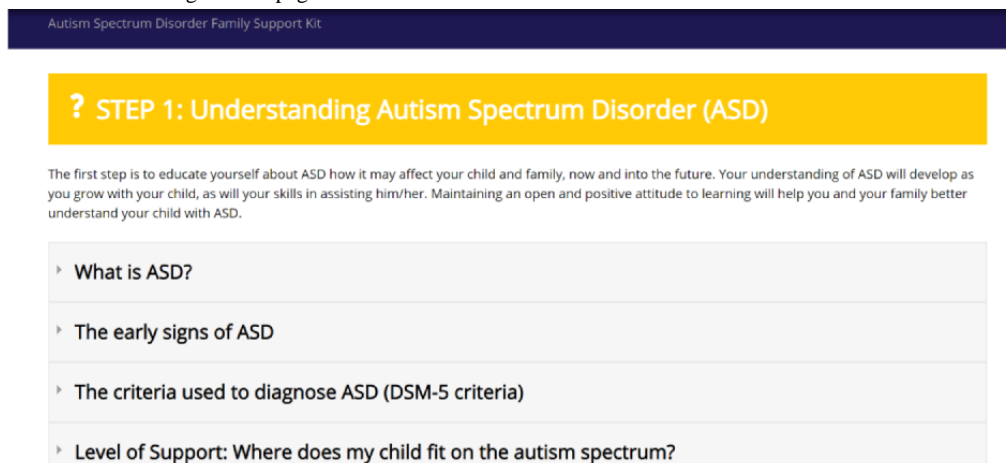 Autism Spectrum Disorder Family Support Kit
? STEP 1: Understanding Autism Spectrum Disorder (ASD)
The first step is to educate yourself about ASD how it may affect your child and family, now and into the future. Your understanding of ASD will develop as
you grow with your child, as will your skills in assisting him/her. Maintaining an open and positive attitude to learning will help you and your family better
understand your child with ASD.
What is ASD?
The early signs of ASD
The criteria used to diagnose ASD (DSM-5 criteria)
Level of Support: Where does my child fit on the autism spectrum?